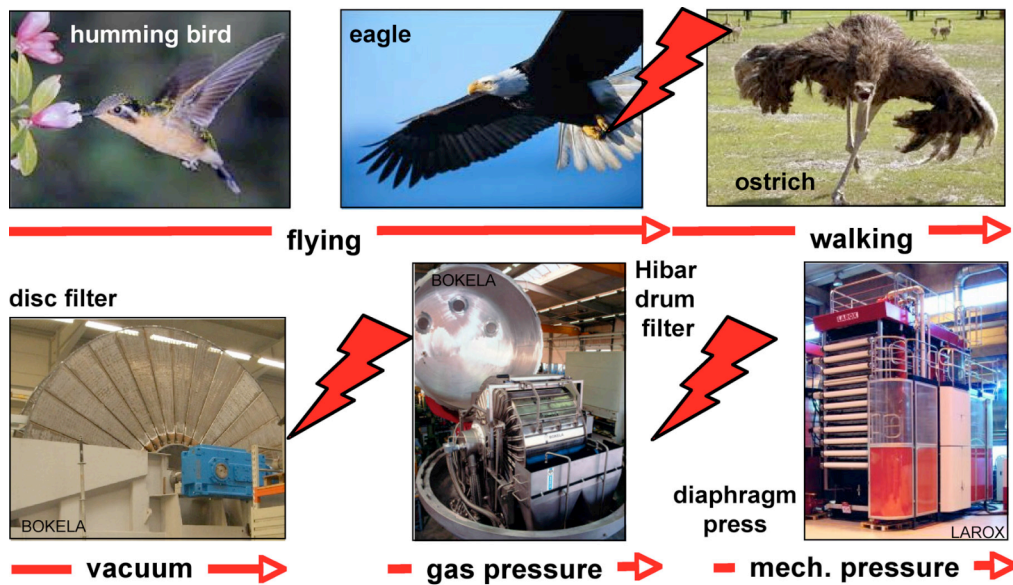 humming bird
eagle
ostrich
flying
walking
disc filter
BOKELA
Hibar
drum
filter
BOKELA
BOKELA
LAROX
diaphragm
press
LAROX
vacuum
gas pressure
mech. pressure